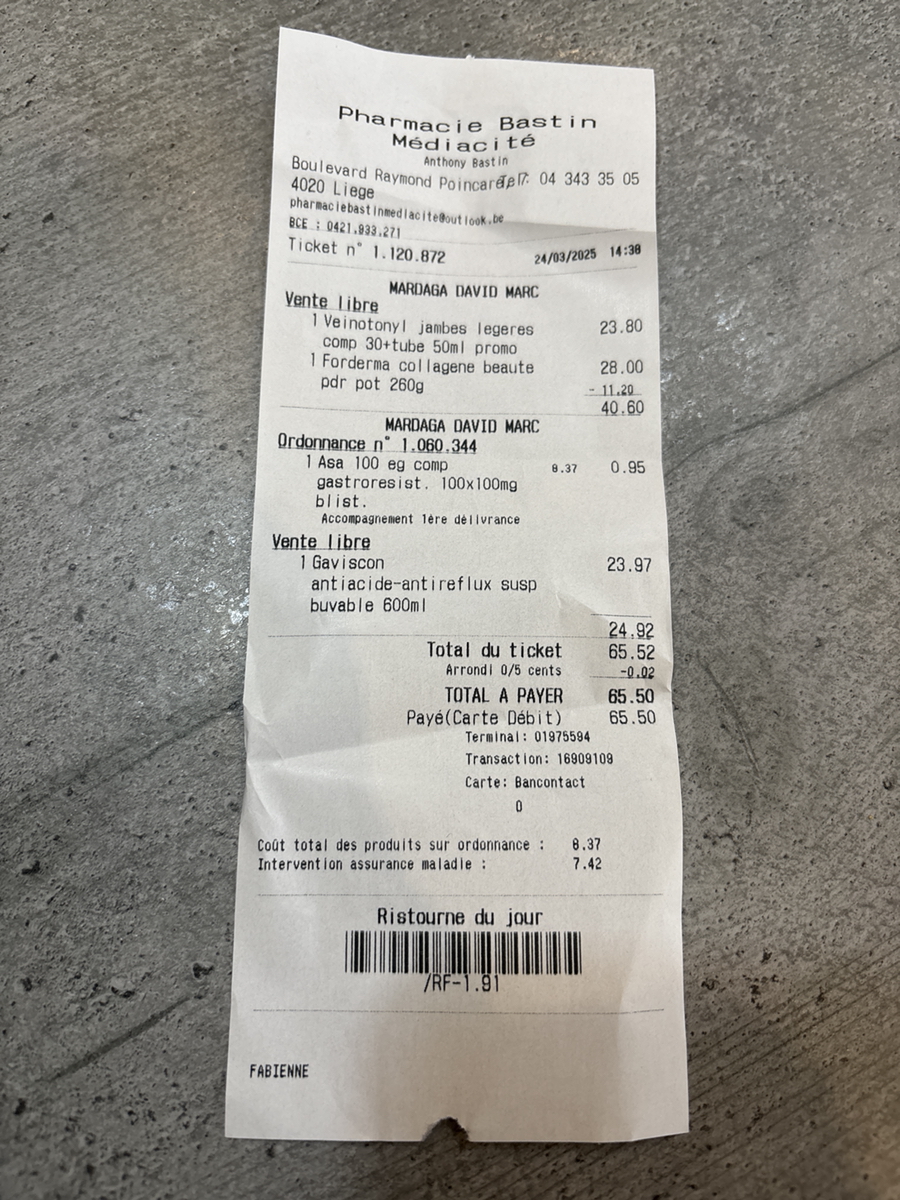 Pharmacie Bastin
Médiacité
Anthony Bastin
Boulevard Raymond Poincaré 7 Tel: 04 343 35 05
4020 Liege
pharmaciebastinmediacite@outlook.be
BCE : 0421.933.271
Ticket n° 1.120.872 24/03/2025 14:38
MARDAGA DAVID MARC
Vente libre
1 Veinotonyl jambes legeres 23.80
comp 30+tube 50ml promo
1 Forderma collagene beaute 28.00
pdr pot 260g - 11.20
40.60
MARDAGA DAVID MARC
Ordonnance n° 1.060.344
1 Asa 100 eg comp 8.37 0.95
gastroresist. 100x100mg
blist.
Accompagnement 1ère délivrance
Vente libre
1 Gaviscon 23.97
antiacide-antireflux susp
buvable 600ml
24.92
Total du ticket 65.52
Arrondi 0/5 cents -0.02
TOTAL A PAYER 65.50
Payé(Carte Débit) 65.50
Terminal: 01975594
Transaction: 16909109
Carte: Bancontact
0
Coût total des produits sur ordonnance : 8.37
Intervention assurance maladie : 7.42
Ristourne du jour
/RF-1.91
FABIENNE